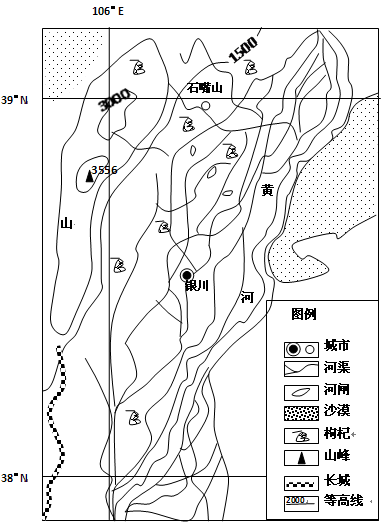 106° E
1500
石嘴山
39° N
3000
3556
山
黄
银川
河
图例
城市
河渠
河闸
沙漠
枸杞
山峰
长城
2000
等高线
38° N